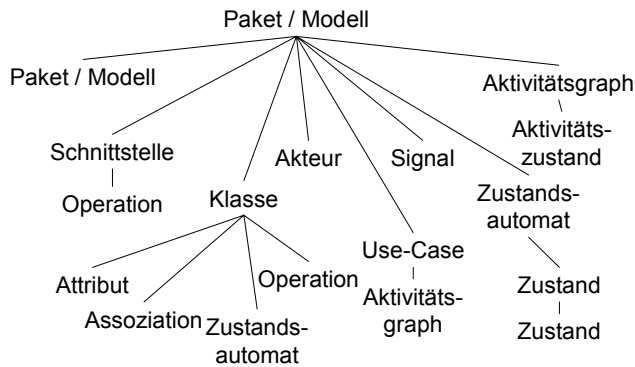 Paket / Modell
Paket / Modell
Aktivitätsgraph
Aktivitäts-
zustand
Schnittstelle
Akteur
Signal
Operation
Klasse
Zustands-
automat
Use-Case
Attribut
Operation
Aktivitäts-
graph
Assoziation
Zustands-
automat
Zustand
Zustand